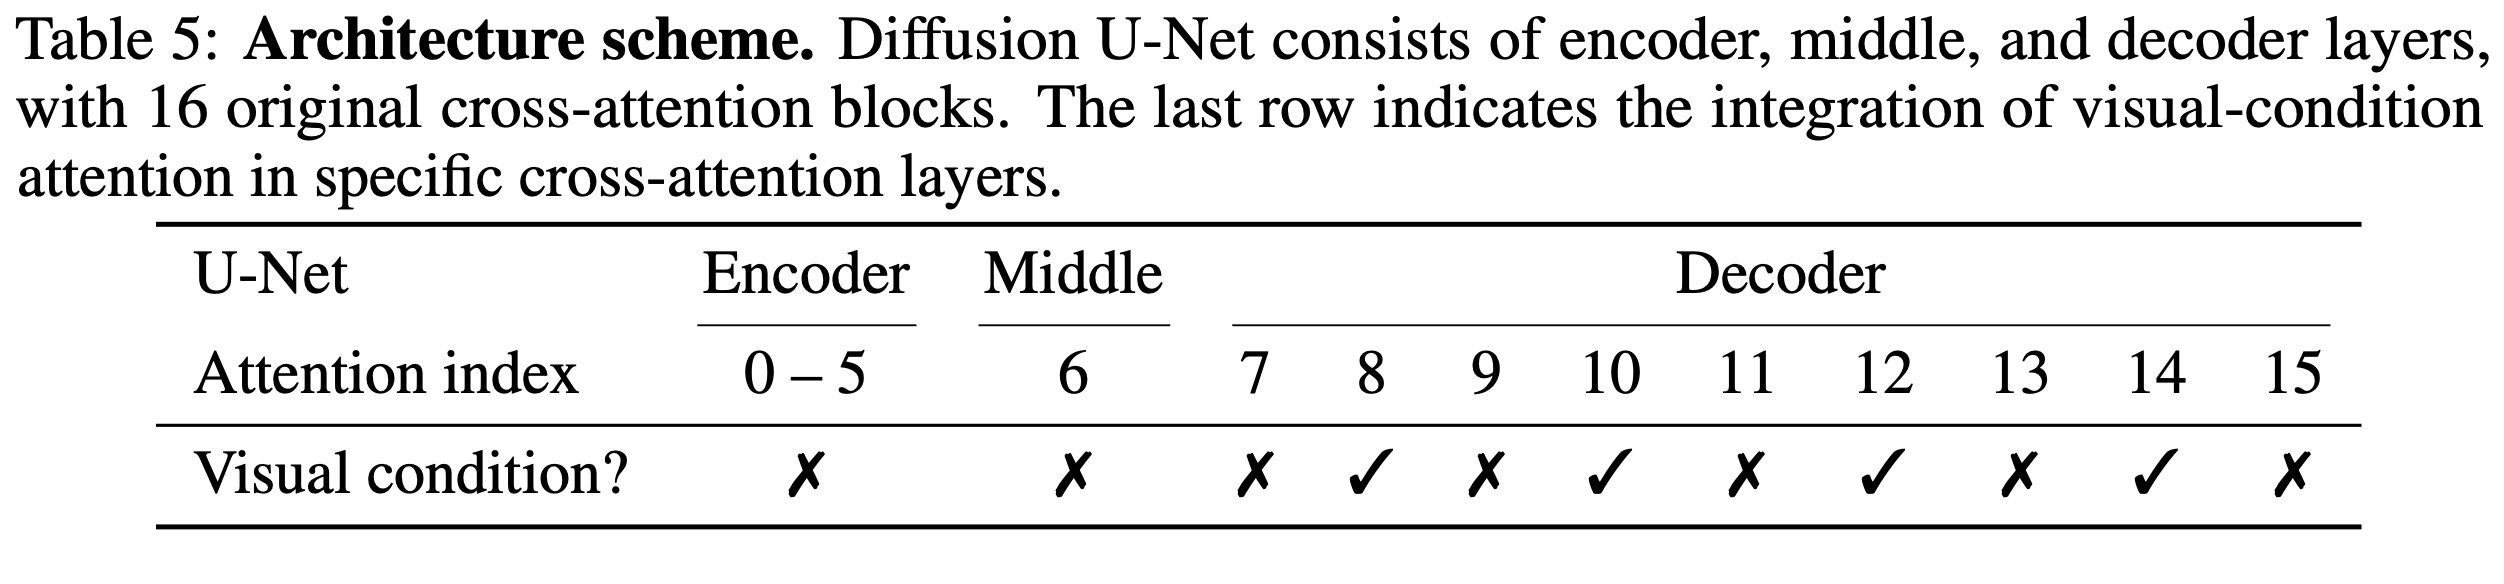 Table 5: Architecture scheme. Diffusion U-Net consists of encoder, middle, and decoder layers,
with 16 original cross-attention blocks. The last row indicates the integration of visual-condition
attention in specific cross-attention layers.
U-Net Encoder Middle Decoder
Attention index 0 – 5 6 7 8 9 10 11 12 13 14 15
Visual condition? ✗ ✗ ✗ ✓ ✗ ✓ ✗ ✓ ✗ ✓ ✗